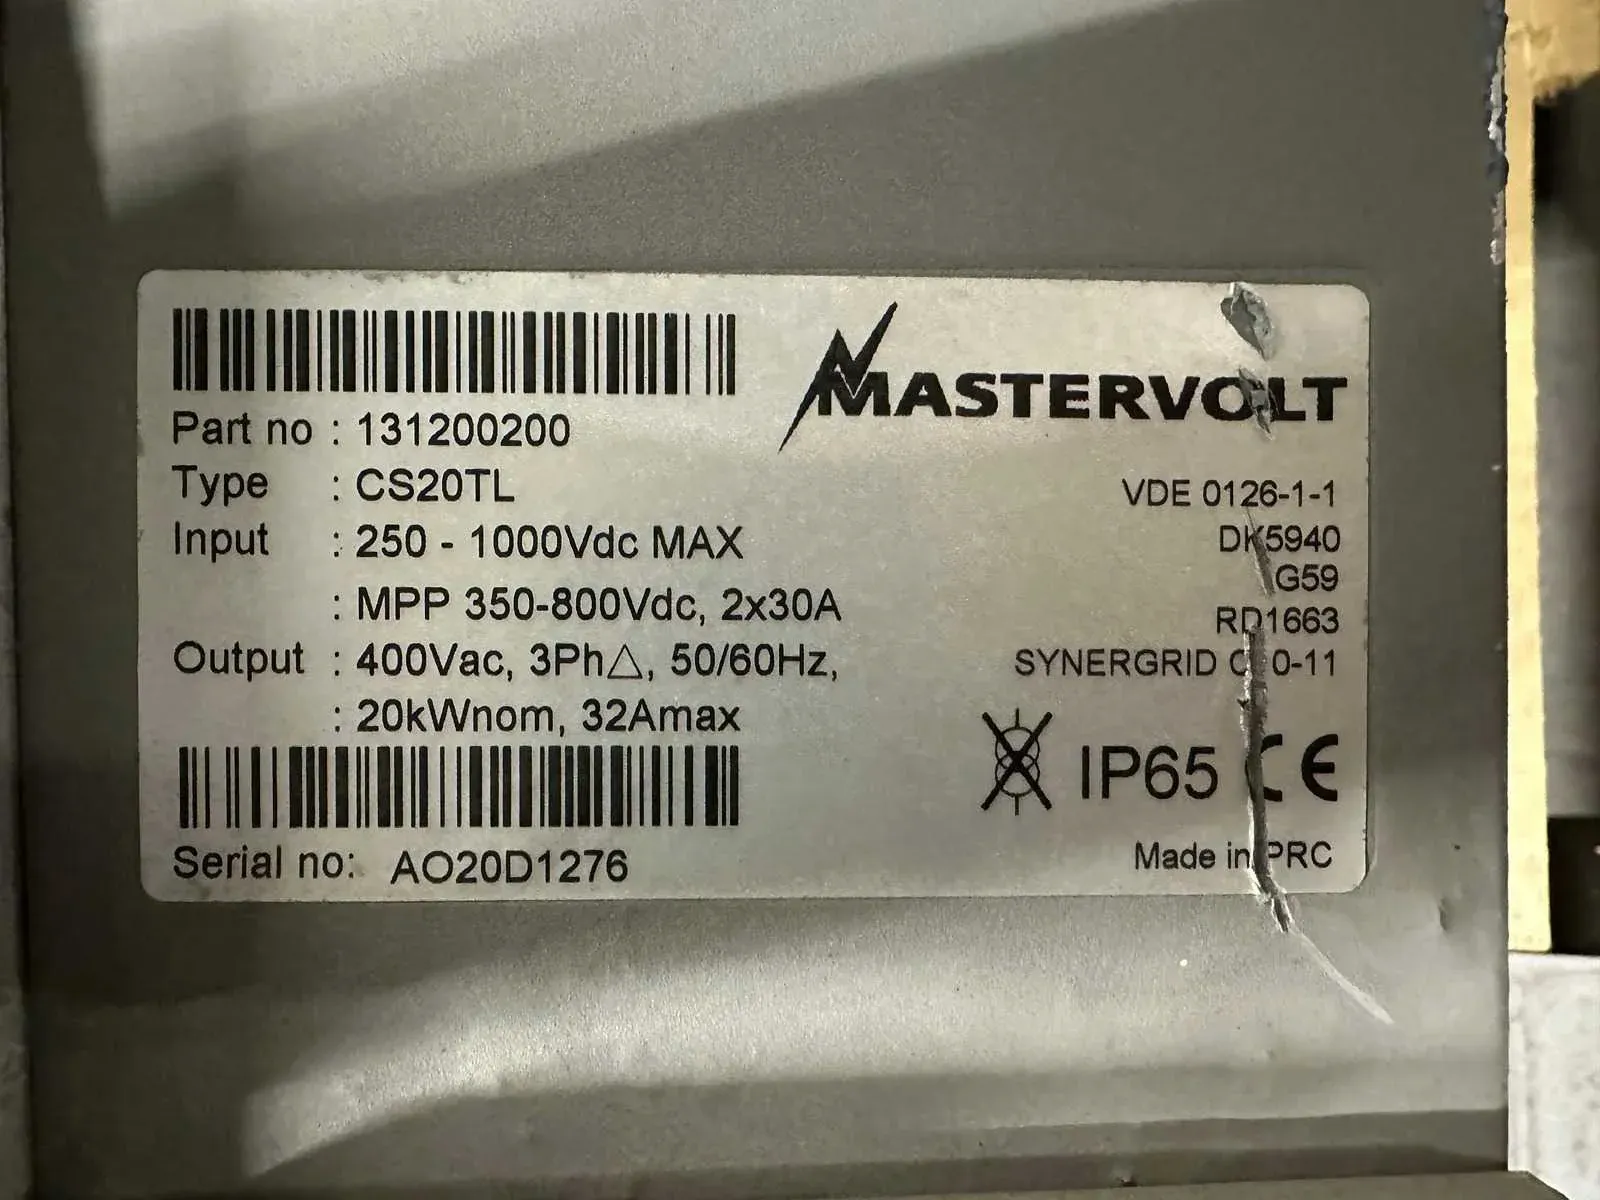 Part no : 131200200
Type : CS20TL
Input : 250 - 1000Vdc MAX
: MPP 350-800Vdc, 2x30A
Output : 400Vac, 3Ph△, 50/60Hz,
: 20kWnom, 32Amax
Serial no: AO20D1276
MASTERVOLT
VDE 0126-1-1
DK5940
G59
RD1663
SYNERGRID
IP65 CE
Made in PRC